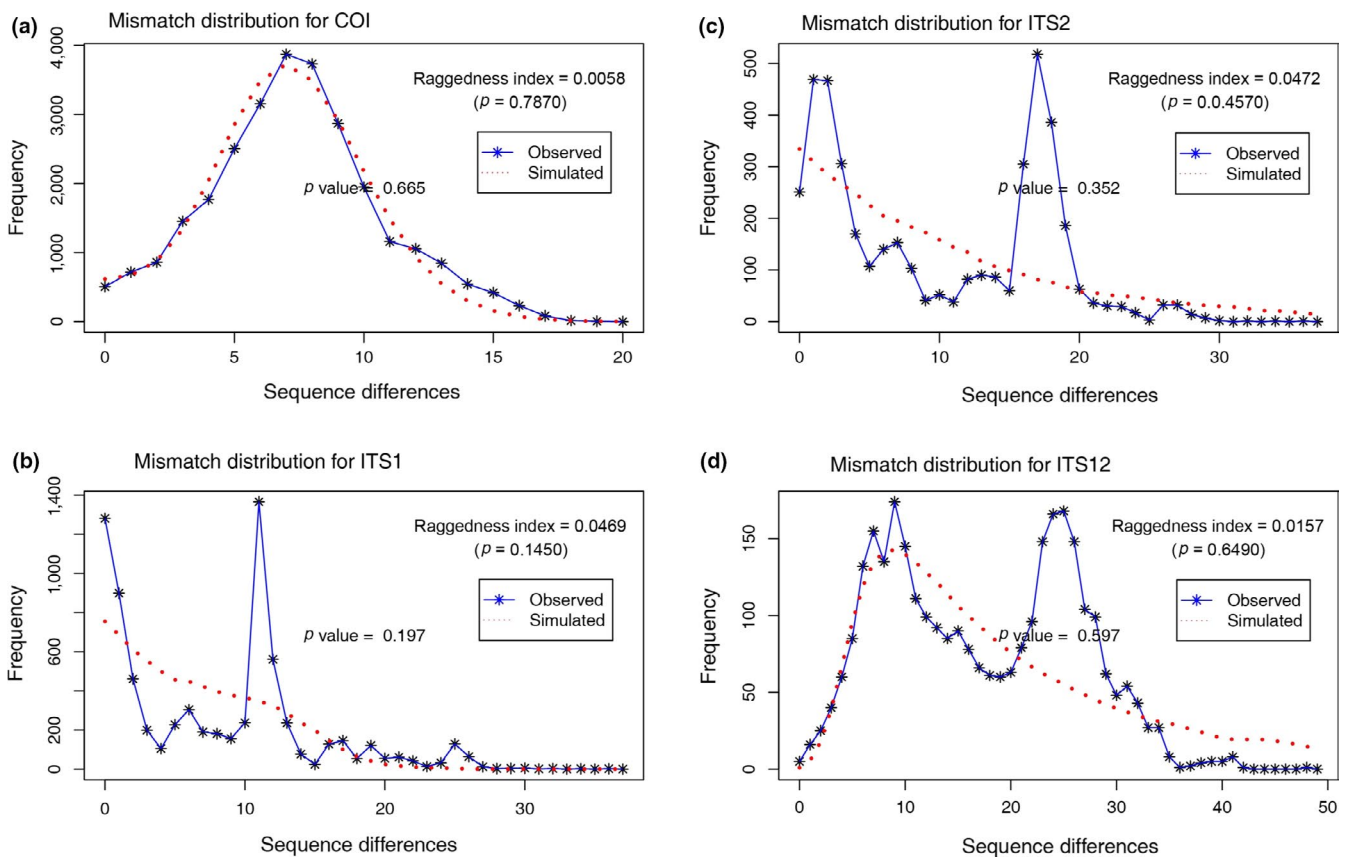 (a)
Mismatch distribution for COI
4,000
3,000
2,000
1,000
0
Frequency
Raggedness index = 0.0058
(p = 0.7870)
Observed
Simulated
p value = 0.665
0 5 10 15 20
Sequence differences
(c)
Mismatch distribution for ITS2
500
400
300
200
100
0
Frequency
Raggedness index = 0.0472
(p = 0.0.4570)
Observed
Simulated
p value = 0.352
0 10 20 30
Sequence differences
(b)
Mismatch distribution for ITS1
1,400
1,000
600
200
0
Frequency
Raggedness index = 0.0469
(p = 0.1450)
Observed
Simulated
p value = 0.197
0 10 20 30
Sequence differences
(d)
Mismatch distribution for ITS12
150
100
50
0
Frequency
Raggedness index = 0.0157
(p = 0.6490)
Observed
Simulated
p value = 0.597
0 10 20 30 40 50
Sequence differences